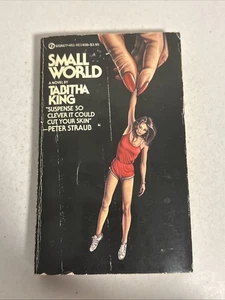 SMALL
WORLD
A NOVEL BY
TABITHA
KING
"SUSPENSE SO
CLEVER IT COULD
CUT YOUR SKIN"
—PETER STRAUB